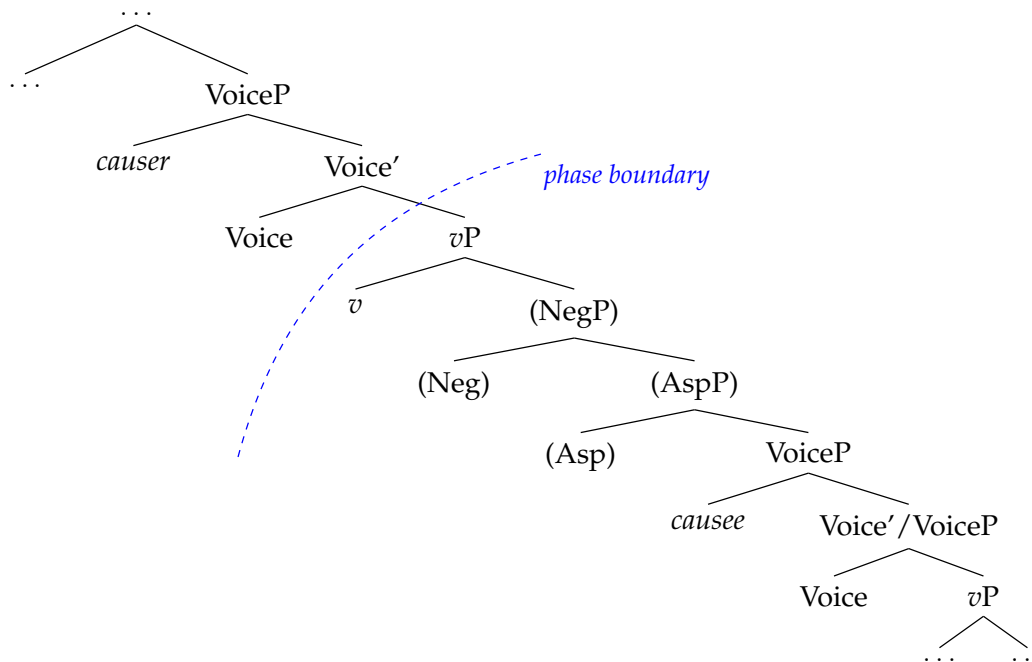 ...
...
VoiceP
causer
Voice'
phase boundary
Voice
vP
v
(NegP)
(Neg)
(AspP)
(Asp)
VoiceP
causee
Voice'/VoiceP
Voice
vP
... ...